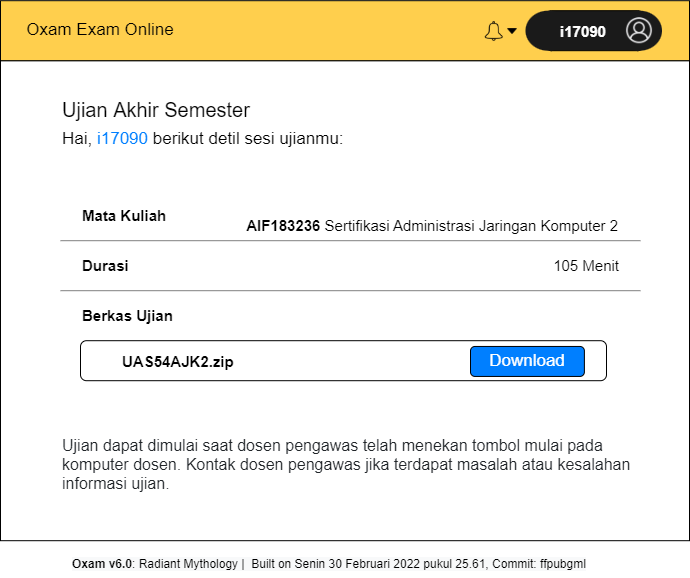 Oxam Exam Online
i17090
Ujian Akhir Semester
Hai, i17090 berikut detil sesi ujianmu:
Mata Kuliah
AIF183236 Sertifikasi Administrasi Jaringan Komputer 2
Durasi
105 Menit
Berkas Ujian
UAS54AJK2.zip
Download
Ujian dapat dimulai saat dosen pengawas telah menekan tombol mulai pada
komputer dosen. Kontak dosen pengawas jika terdapat masalah atau kesalahan
informasi ujian.
Oxam v6.0: Radiant Mythology | Built on Senin 30 Februari 2022 pukul 25.61, Commit: ffpubgml